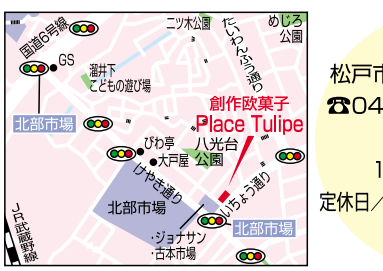 国道6号線
GS
北部市場
溜井下
こどもの遊び場
二ツ木公園
たいわんふう通り
めじろ
公園
創作欧菓子
Place Tulipe
びわ亭
大戸屋
八光台
公園
けやき通り
いちょう通り
北部市場
北部市場
・ジョナサン
・古本市場
JR武蔵野線
松戸市
☎04
1
定休日／